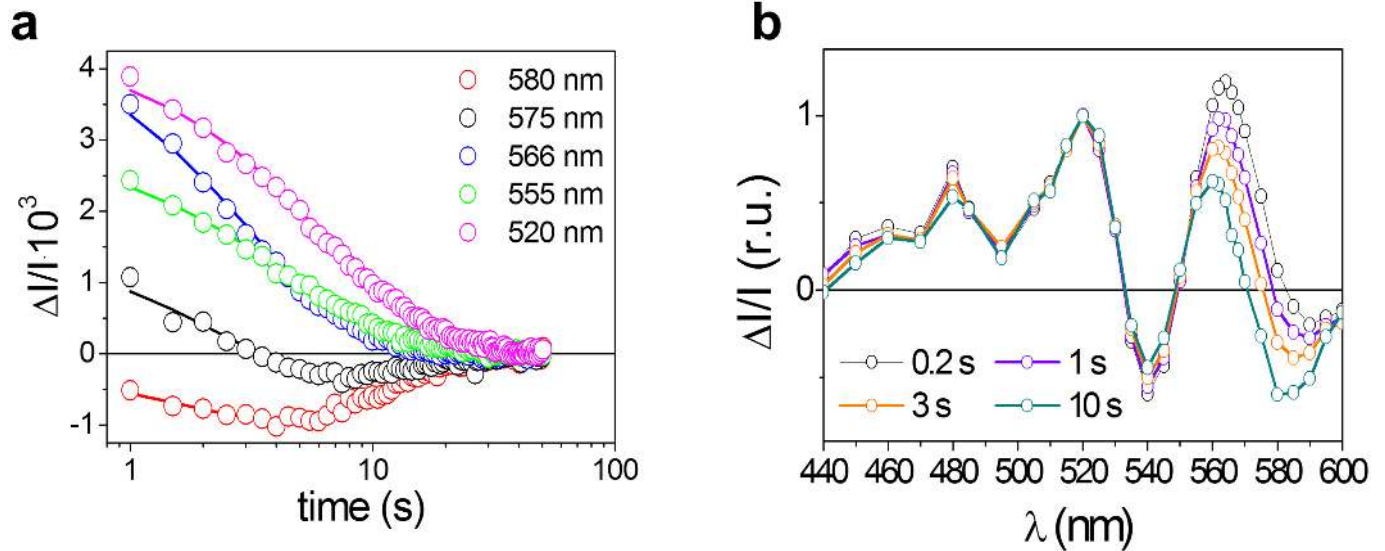 a
ΔI/I·10³
4
3
2
1
0
-1
1
10
100
time (s)
580 nm
575 nm
566 nm
555 nm
520 nm
b
ΔI/I (r.u.)
1
0
0.2 s
1 s
3 s
10 s
440 460 480 500 520 540 560 580 600
λ (nm)